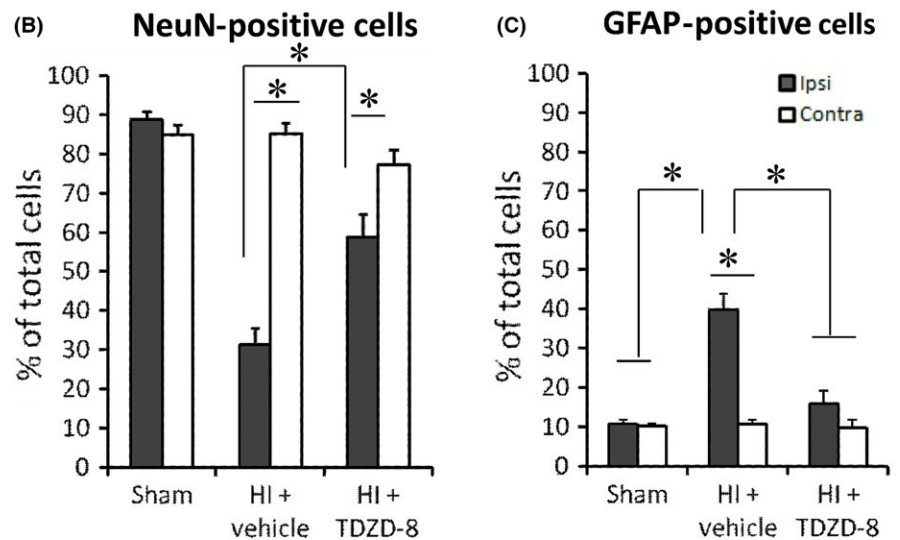 (B) NeuN-positive cells
*
*
*
100
90
80
70
60
50
40
30
20
10
0
% of total cells
Sham
HI +
vehicle
HI +
TDZD-8
(C) GFAP-positive cells
Ipsi
Contra
*
*
*
100
90
80
70
60
50
40
30
20
10
0
% of total cells
Sham
HI +
vehicle
HI +
TDZD-8